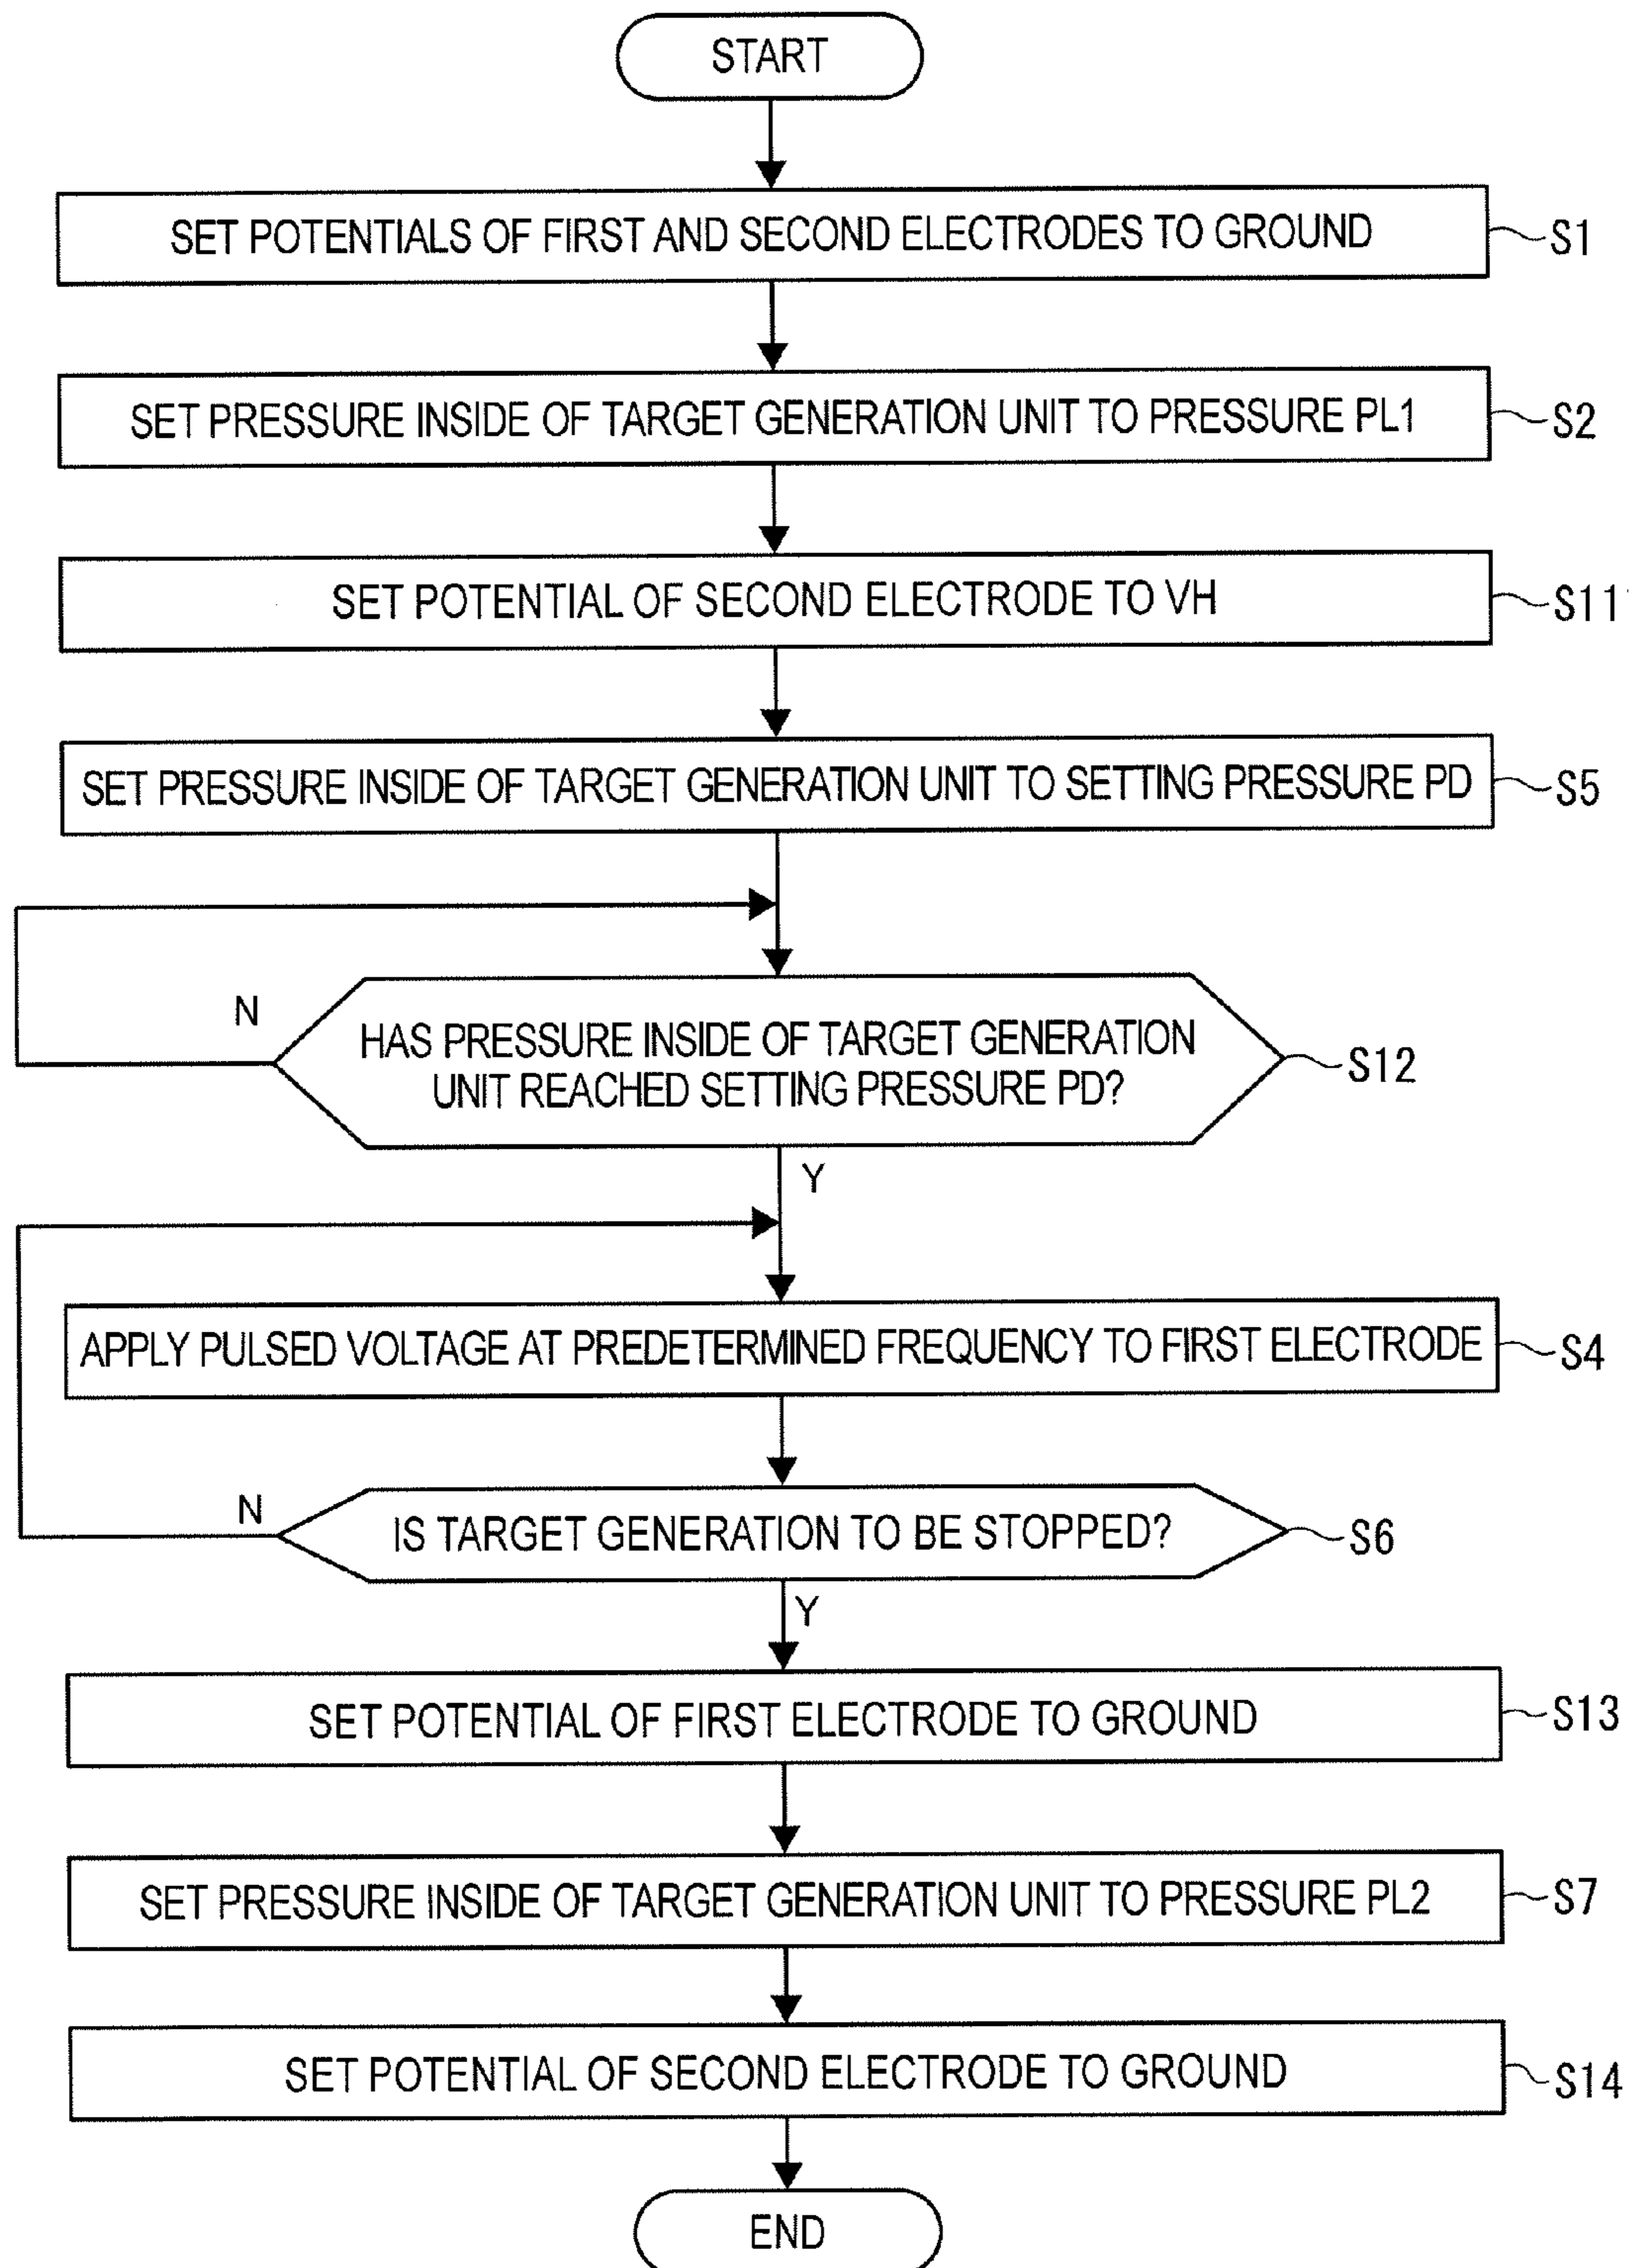 START
SET POTENTIALS OF FIRST AND SECOND ELECTRODES TO GROUND
S1
SET PRESSURE INSIDE OF TARGET GENERATION UNIT TO PRESSURE PL1
S2
SET POTENTIAL OF SECOND ELECTRODE TO VH
S11
SET PRESSURE INSIDE OF TARGET GENERATION UNIT TO SETTING PRESSURE PD
S5
N
HAS PRESSURE INSIDE OF TARGET GENERATION
UNIT REACHED SETTING PRESSURE PD?
S12
Y
APPLY PULSED VOLTAGE AT PREDETERMINED FREQUENCY TO FIRST ELECTRODE
S4
N
IS TARGET GENERATION TO BE STOPPED?
S6
Y
SET POTENTIAL OF FIRST ELECTRODE TO GROUND
S13
SET PRESSURE INSIDE OF TARGET GENERATION UNIT TO PRESSURE PL2
S7
SET POTENTIAL OF SECOND ELECTRODE TO GROUND
S14
END